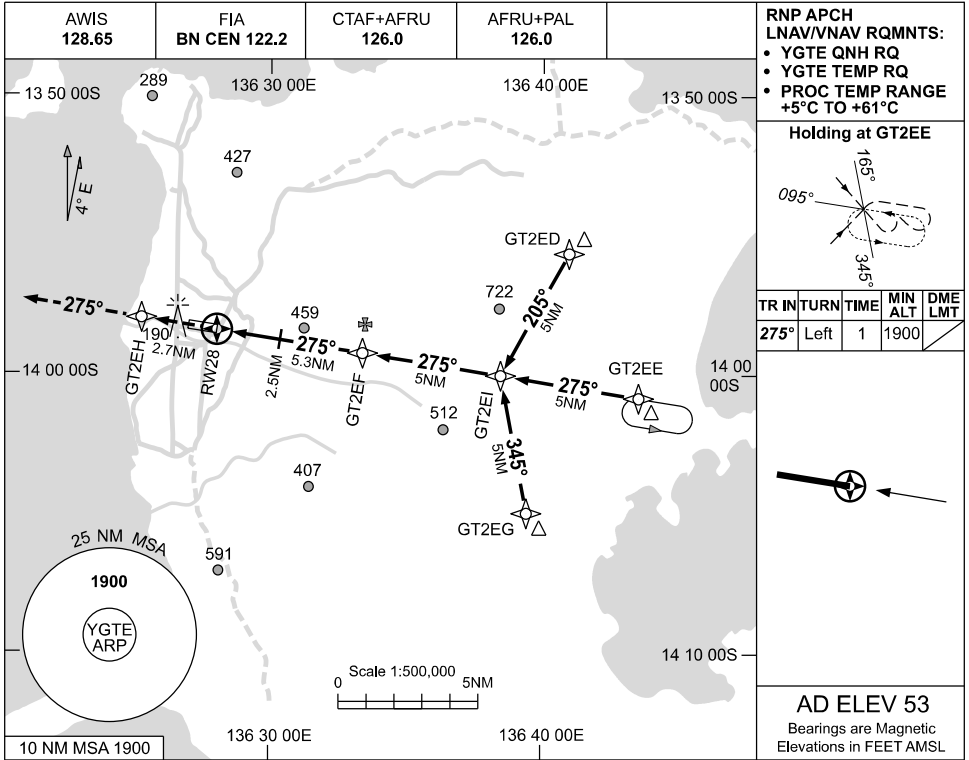 AWIS
128.65
FIA
BN CEN 122.2
CTAF+AFRU
126.0
AFRU+PAL
126.0
RNP APCH
LNAV/VNAV RQMNTS:
• YGTE QNH RQ
• YGTE TEMP RQ
• PROC TEMP RANGE
+5°C TO +61°C
Holding at GT2EE
165°
095°
345°
TR IN TURN TIME MIN ALT DME LMT
275° Left 1 1900
136 30 00E
136 40 00E
13 50 00S
13 50 00S
289
427
4° E
GT2ED
722
205°
5NM
459
275°
GT2EH
190
2.7NM
RW28
2.5NM
275°
5.3NM
GT2EF
275°
5NM
GT2EI
275°
5NM
GT2EE
14 00 00S
14 00
00S
512
345°
5NM
407
GT2EG
591
25 NM MSA
1900
YGTE
ARP
14 10 00S
Scale 1:500,000
0 5NM
10 NM MSA 1900
136 30 00E
136 40 00E
AD ELEV 53
Bearings are Magnetic
Elevations in FEET AMSL